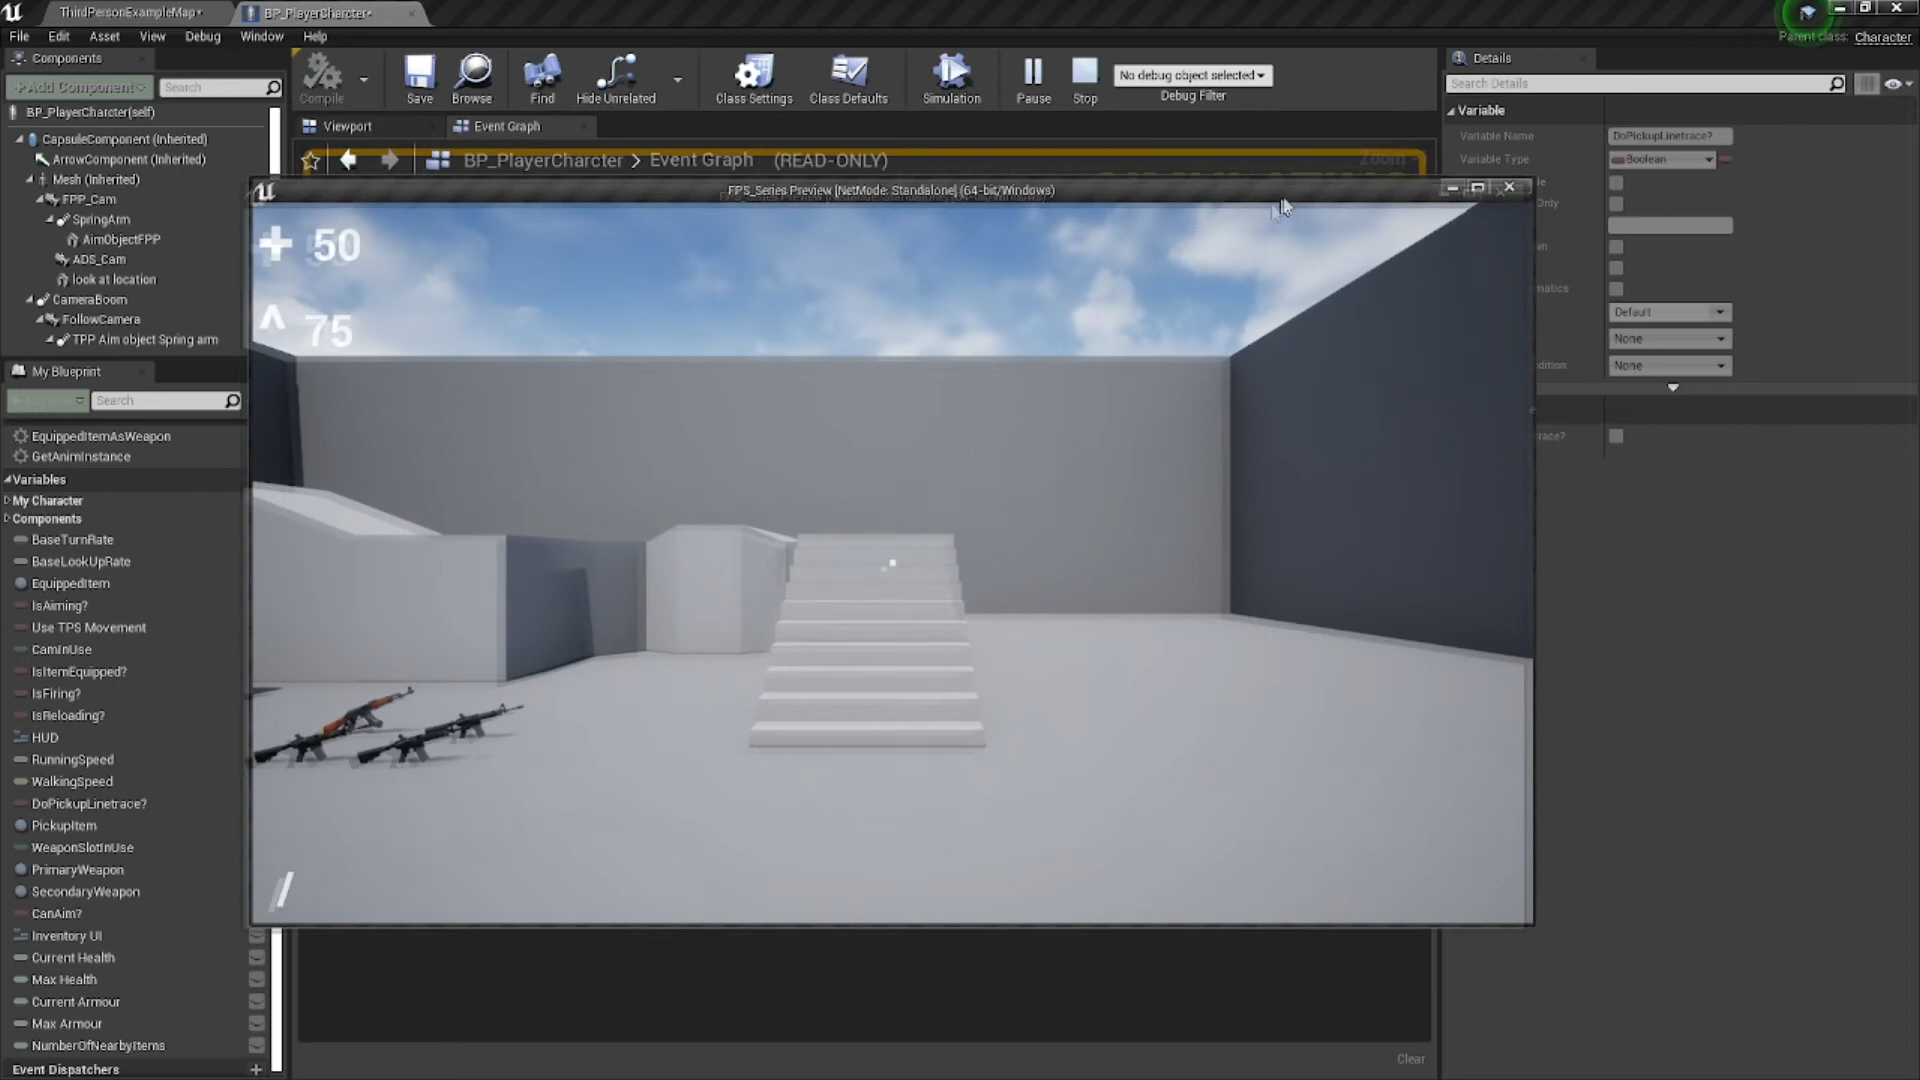 ThirdPersonExampleMap*
BP_PlayerCharcter*
File Edit Asset View Debug Window Help
Parent class: Character
Components
+Add Component
Search
BP_PlayerCharcter(self)
CapsuleComponent (Inherited)
ArrowComponent (Inherited)
Mesh (Inherited)
FPP_Cam
SpringArm
AimObjectFPP
ADS_Cam
look at location
CameraBoom
FollowCamera
TPP Aim object Spring arm
My Blueprint
Search
EquippedItemAsWeapon
GetAnimInstance
Variables
My Character
Components
BaseTurnRate
BaseLookUpRate
EquippedItem
IsAiming?
Use TPS Movement
CamInUse
IsItemEquipped?
IsFiring?
IsReloading?
HUD
RunningSpeed
WalkingSpeed
DoPickupLinetrace?
PickupItem
WeaponSlotInUse
PrimaryWeapon
SecondaryWeapon
CanAim?
Inventory UI
Current Health
Max Health
Current Armour
Max Armour
NumberOfNearbyItems
Event Dispatchers
Compile Save Browse Find Hide Unrelated Class Settings Class Defaults Simulation Pause Stop
No debug object selected
Debug Filter
Viewport
Event Graph
BP_PlayerCharcter > Event Graph (READ-ONLY)
Zoom
FPS_Series Preview [NetMode: Standalone] (64-bit/Windows)
+ 50
^ 75
/
Clear
Details
Search Details
Variable
Variable Name DoPickupLinetrace?
Variable Type Boolean
Only
matics
Default
None
dition None
trace?